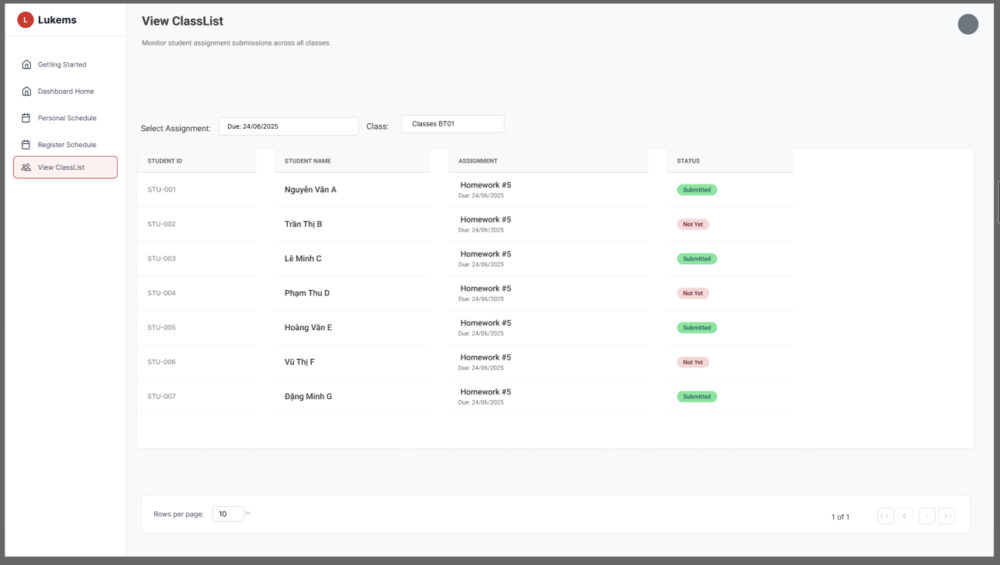 L Lukems
View ClassList
Monitor student assignment submissions across all classes.
Getting Started
Dashboard Home
Personal Schedule
Register Schedule
View ClassList
Select Assignment: Due: 24/06/2025 Class: Classes BT01
STUDENT ID STUDENT NAME ASSIGNMENT STATUS
STU-001 Nguyễn Văn A Homework #5 Submitted
Due: 24/06/2025
STU-002 Trần Thị B Homework #5 Not Yet
Due: 24/06/2025
STU-003 Lê Minh C Homework #5 Submitted
Due: 24/06/2025
STU-004 Phạm Thu D Homework #5 Not Yet
Due: 24/06/2025
STU-005 Hoàng Văn E Homework #5 Submitted
Due: 24/06/2025
STU-006 Vũ Thị F Homework #5 Not Yet
Due: 24/06/2025
STU-007 Đặng Minh G Homework #5 Submitted
Due: 24/06/2025
Rows per page: 10 1 of 1 << < > >>